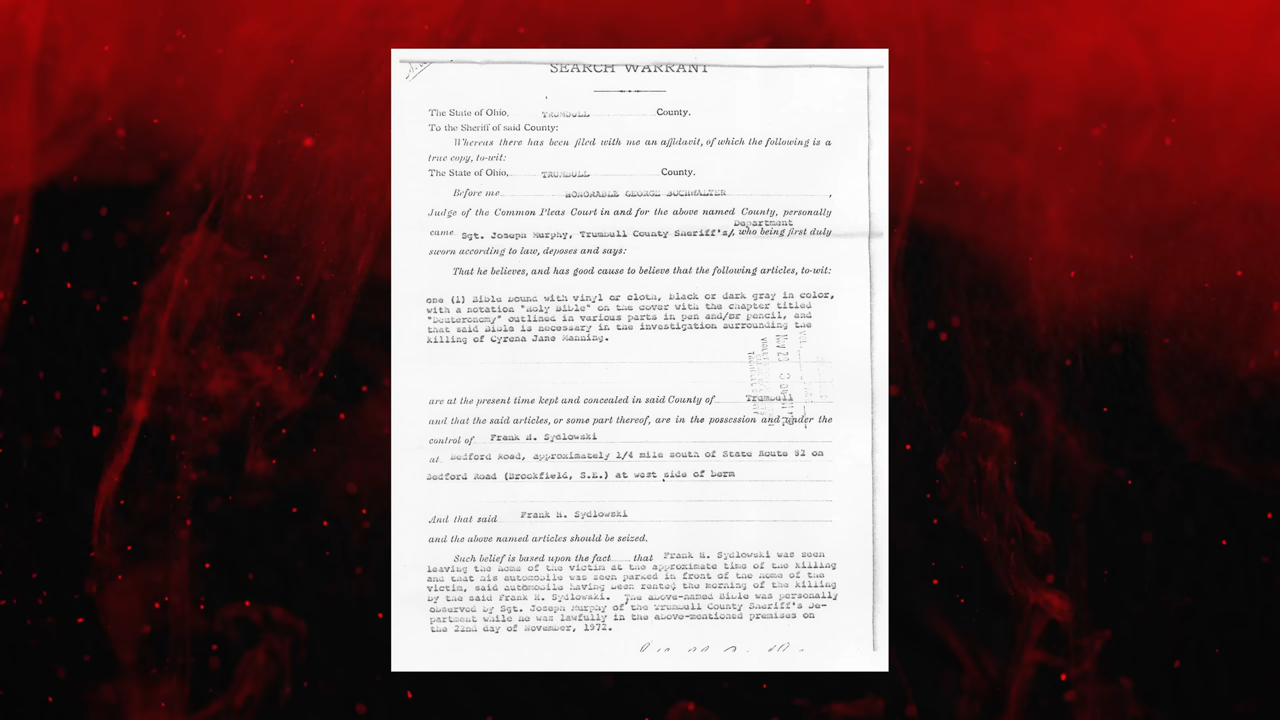 SEARCH WARRANT
The State of Ohio, TRUMBULL County.
To the Sheriff of said County:
Whereas there has been filed with me an affidavit, of which the following is a
true copy, to-wit:
The State of Ohio, TRUMBULL County.
Before me HONORABLE GEORGE BUCHWALTER ,
Judge of the Common Pleas Court in and for the above named County, personally
Department
came Sgt. Joseph Murphy, Trumbull County Sheriff's/, who being first duly
sworn according to law, deposes and says:
That he believes, and has good cause to believe that the following articles, to-wit:
one (1) Bible bound with vinyl or cloth, black or dark gray in color,
with a notation "Holy Bible" on the cover with the chapter titled
"Deuteronomy" outlined in various parts in pen and/or pencil, and
that said Bible is necessary in the investigation surrounding the
killing of Cyrena Jane Manning.
are at the present time kept and concealed in said County of Trumbull
and that the said articles, or some part thereof, are in the possession and under the
control of Frank H. Sydlowski
at Bedford Road, approximately 1/4 mile south of State Route 82 on
Bedford Road (Brookfield, S.E.) at west side of berm
And that said Frank H. Sydlowski
and the above named articles should be seized.
Such belief is based upon the fact that Frank H. Sydlowski was seen
leaving the home of the victim at the approximate time of the killing
and that his automobile was seen parked in front of the home of the
victim, said automobile having been rented the morning of the killing
by the said Frank H. Sydlowski. The above-named Bible was personally
observed by Sgt. Joseph Murphy of the Trumbull County Sheriff's De-
partment while he was lawfully in the above-mentioned premises on
the 22nd day of November, 1972.